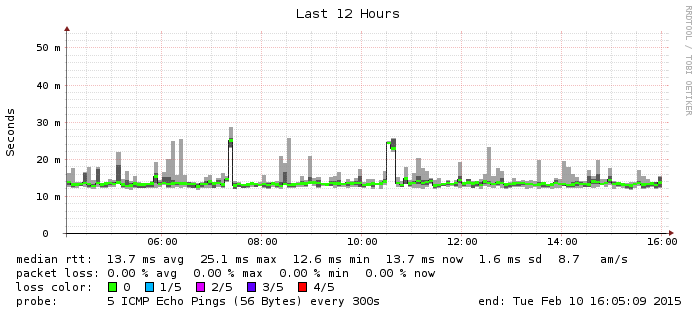 Last 12 Hours
RRDTOOL / TOBI OETIKER
Seconds
50 m
40 m
30 m
20 m
10 m
0
06:00 08:00 10:00 12:00 14:00 16:00
median rtt: 13.7 ms avg 25.1 ms max 12.6 ms min 13.7 ms now 1.6 ms sd 8.7 am/s
packet loss: 0.00 % avg 0.00 % max 0.00 % min 0.00 % now
loss color: 0 1/5 2/5 3/5 4/5
probe: 5 ICMP Echo Pings (56 Bytes) every 300s end: Tue Feb 10 16:05:09 2015